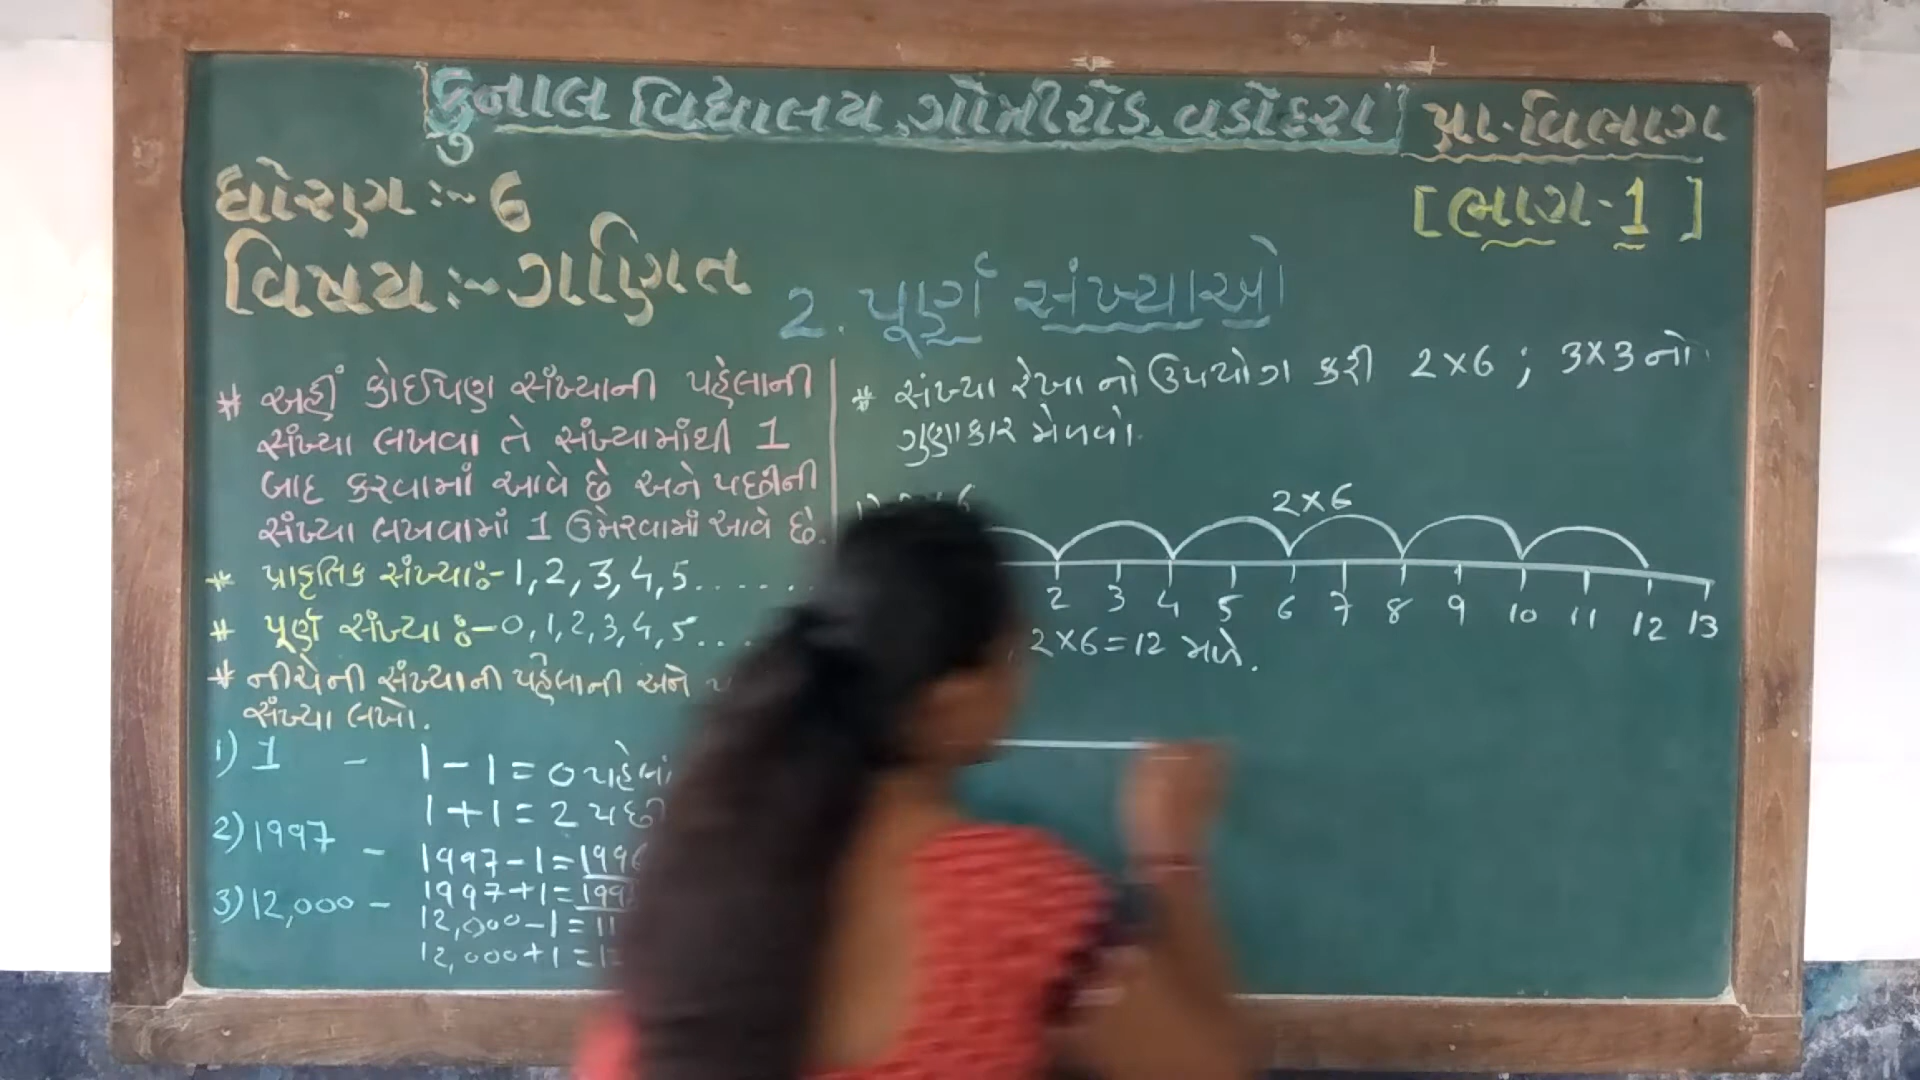 કુનાલ વિદ્યાલય, ગોત્રીરોડ, વડોદરા પ્રા.વિભાગ
ધોરણ :- 6
[ભાગ-1]
વિષય :- ગણિત
2. પૂર્ણ સંખ્યાઓ
* અહીં કોઈપણ સંખ્યાની પહેલાની
સંખ્યા લખવા તે સંખ્યામાંથી 1
બાદ કરવામાં આવે છે અને પછીની
સંખ્યા લખવામાં 1 ઉમેરવામાં આવે છે.
* પ્રાકૃતિક સંખ્યા :- 1, 2, 3, 4, 5.......
* પૂર્ણ સંખ્યા :- 0, 1, 2, 3, 4, 5....
* નીચેની સંખ્યાની પહેલાની અને
સંખ્યા લખો.
1) 1 - 1 - 1 = 0
1 + 1 = 2
2) 1997 - 1997 - 1 =
1997 + 1 =
3) 12,000 - 12,000 - 1 =
12,000 + 1 =
* સંખ્યા રેખા નો ઉપયોગ કરી 2×6 ; 3×3 નો
ગુણાકાર મેળવો.
2×6
2 3 4 5 6 7 8 9 10 11 12 13
2×6=12 મળે.